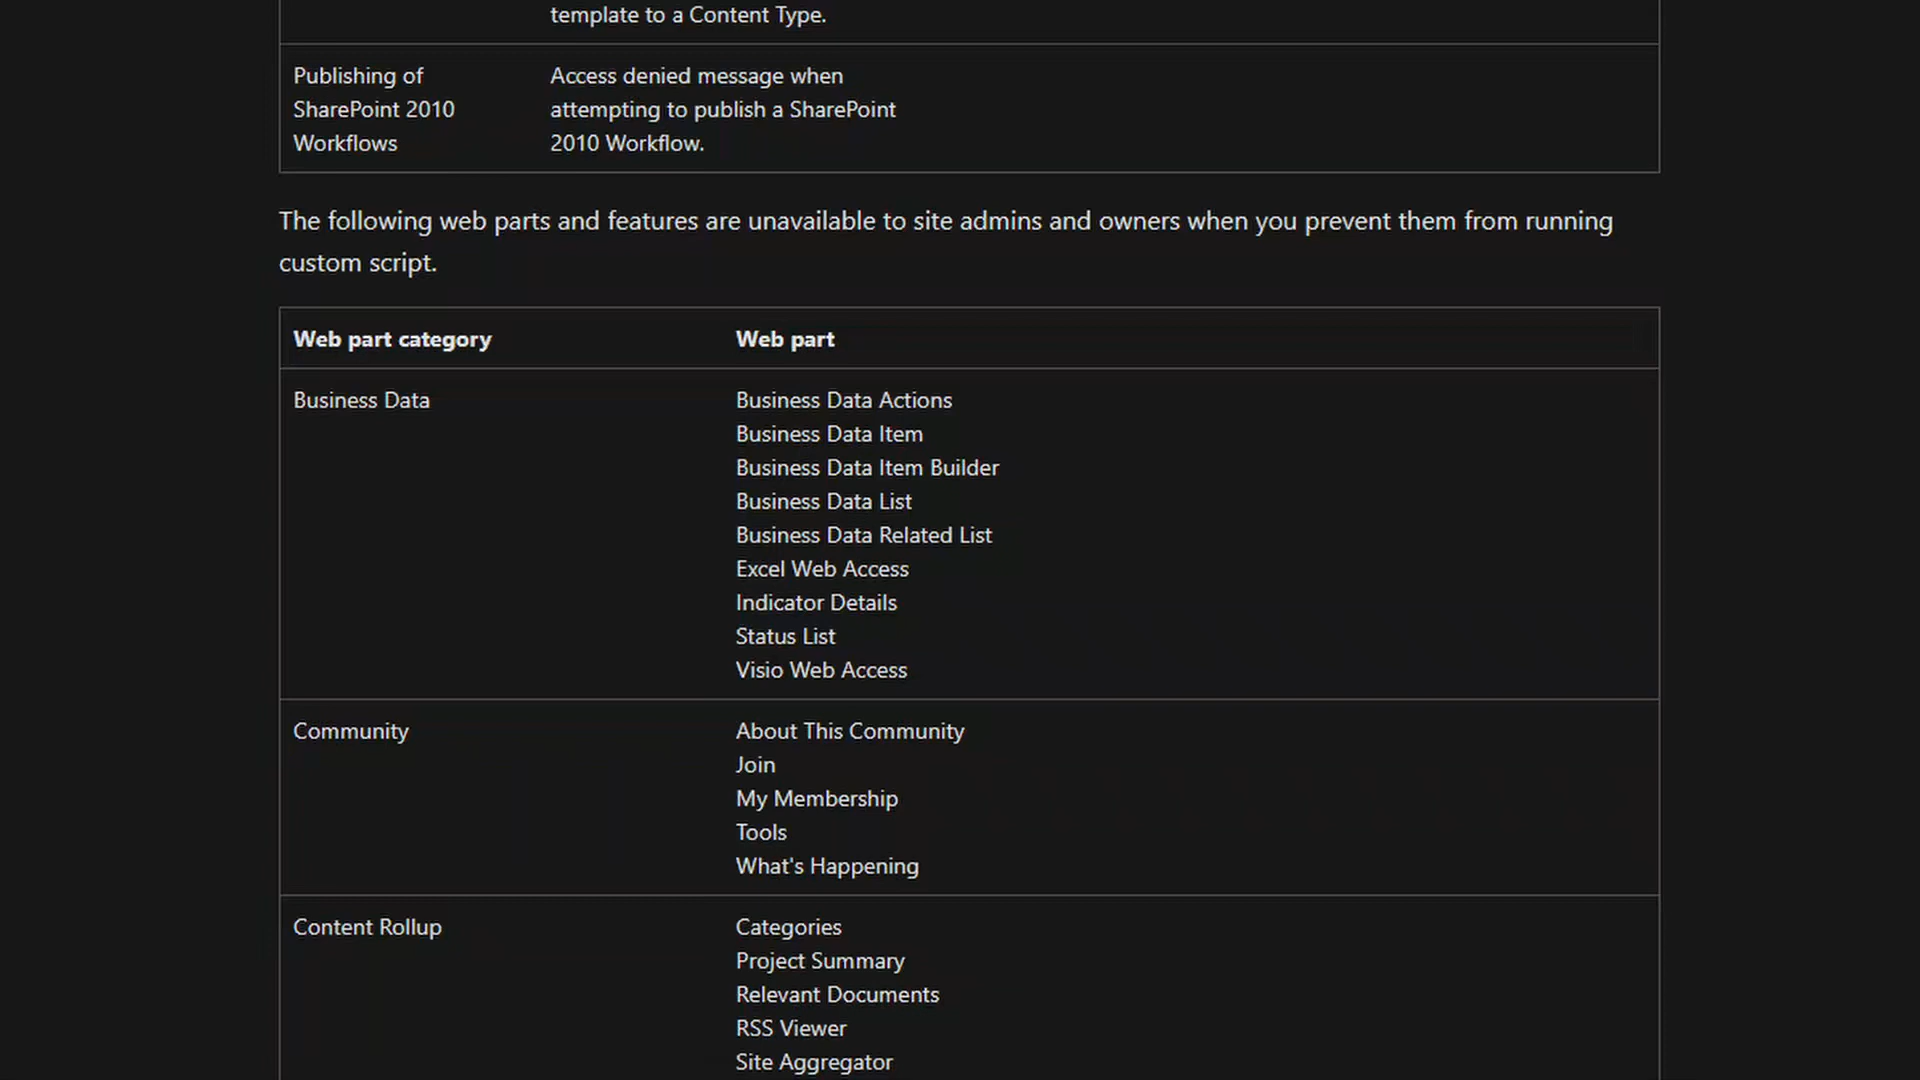 template to a Content Type.
Publishing of
SharePoint 2010
Workflows
Access denied message when
attempting to publish a SharePoint
2010 Workflow.
The following web parts and features are unavailable to site admins and owners when you prevent them from running
custom script.
Web part category
Web part
Business Data
Business Data Actions
Business Data Item
Business Data Item Builder
Business Data List
Business Data Related List
Excel Web Access
Indicator Details
Status List
Visio Web Access
Community
About This Community
Join
My Membership
Tools
What's Happening
Content Rollup
Categories
Project Summary
Relevant Documents
RSS Viewer
Site Aggregator